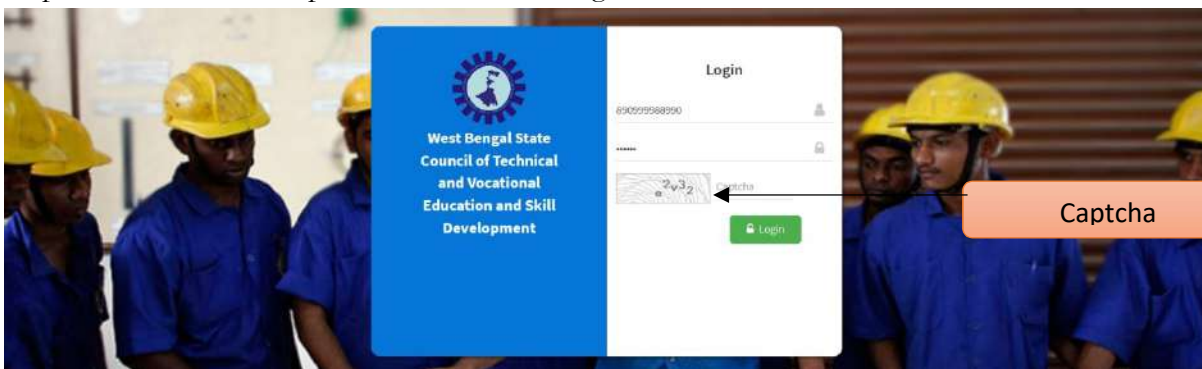 Login
890999988990
West Bengal State
Council of Technical
and Vocational
Education and Skill
Development
Captcha
Login
Captcha